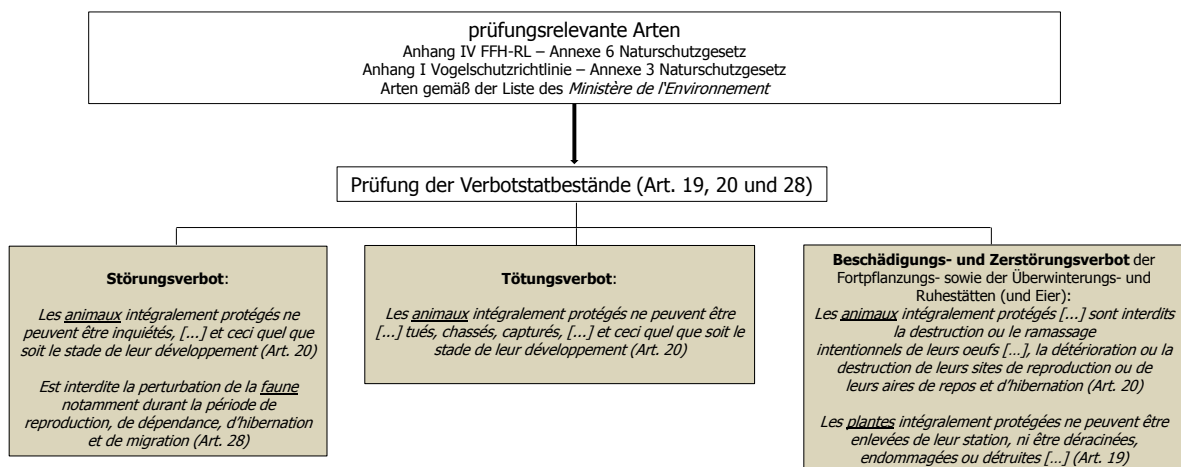 prüfungsrelevante Arten
Anhang IV FFH-RL – Annexe 6 Naturschutzgesetz
Anhang I Vogelschutzrichtlinie – Annexe 3 Naturschutzgesetz
Arten gemäß der Liste des Ministère de l'Environnement
Prüfung der Verbotstatbestände (Art. 19, 20 und 28)
Störungsverbot:
Les animaux intégralement protégés ne
peuvent être inquiétés, [...] et ceci quel que
soit le stade de leur développement (Art. 20)
Est interdite la perturbation de la faune
notamment durant la période de
reproduction, de dépendance, d'hibernation
et de migration (Art. 28)
Tötungsverbot:
Les animaux intégralement protégés ne peuvent être
[...] tués, chassés, capturés, [...] et ceci quel que soit le
stade de leur développement (Art. 20)
Beschädigungs- und Zerstörungsverbot der
Fortpflanzungs- sowie der Überwinterungs- und
Ruhestätten (und Eier):
Les animaux intégralement protégés [...] sont interdits
la destruction ou le ramassage
intentionnels de leurs oeufs [...], la détérioration ou la
destruction de leurs sites de reproduction ou de
leurs aires de repos et d'hibernation (Art. 20)
Les plantes intégralement protégées ne peuvent être
enlevées de leur station, ni être déracinées,
endommagées ou détruites [...] (Art. 19)